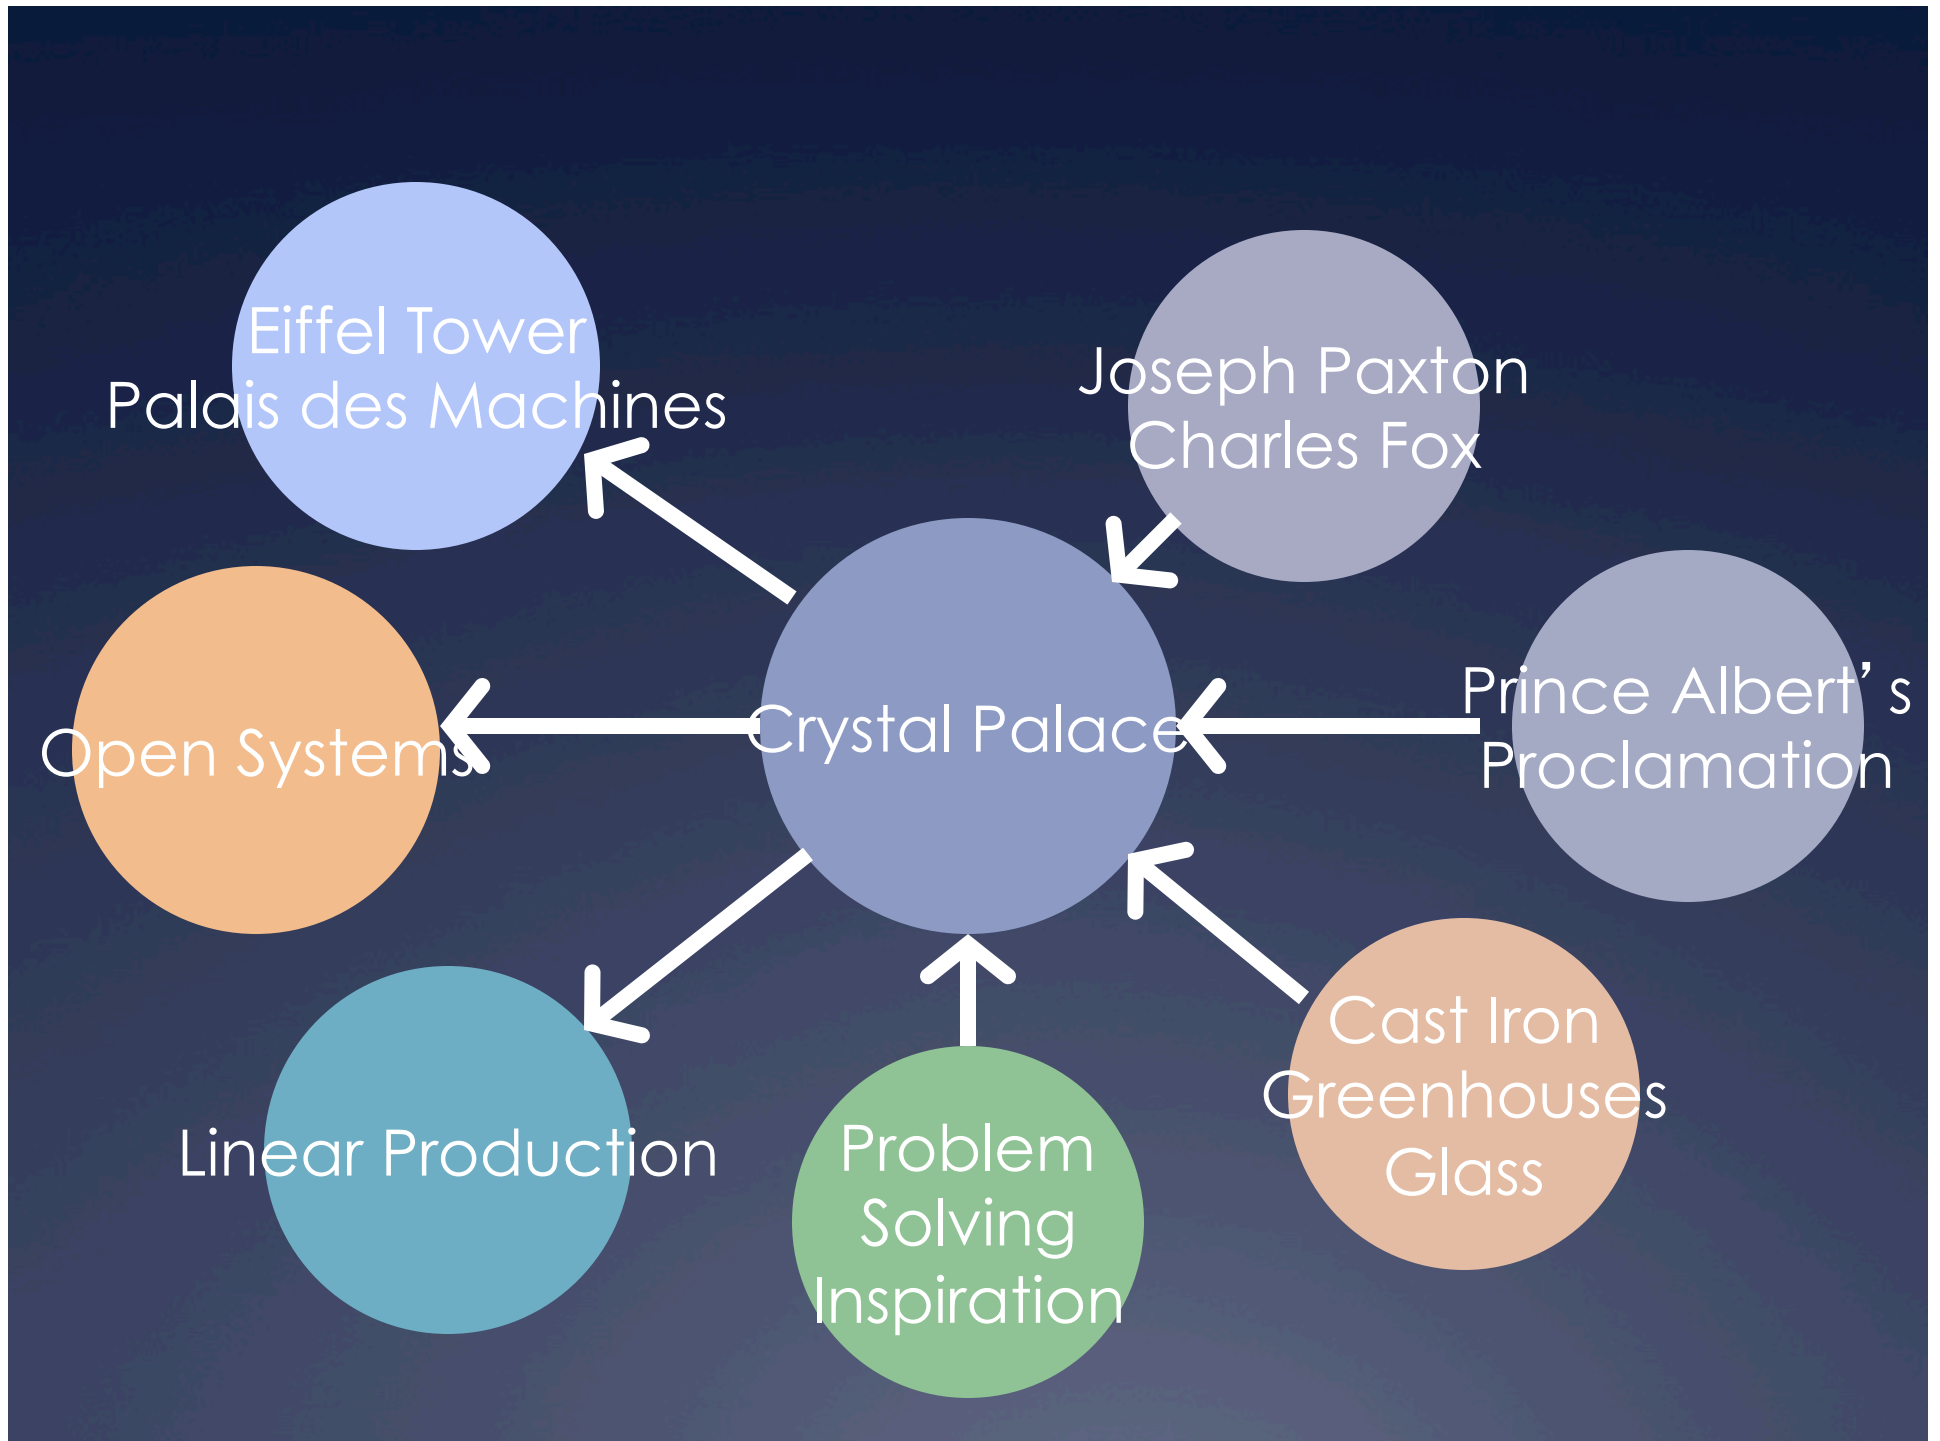 Eiffel Tower
Palais des Machines
Joseph Paxton
Charles Fox
Open Systems
Crystal Palace
Prince Albert’s
Proclamation
Linear Production
Problem
Solving
Inspiration
Cast Iron
Greenhouses
Glass